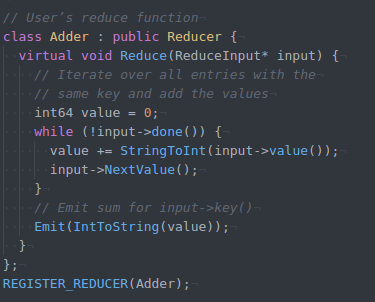 // User's reduce function
class Adder : public Reducer {
  virtual void Reduce(ReduceInput* input) {
    // Iterate over all entries with the
    // same key and add the values
    int64 value = 0;
    while (!input->done()) {
      value += StringToInt(input->value());
      input->NextValue();
    }
    // Emit sum for input->key()
    Emit(IntToString(value));
  }
};
REGISTER_REDUCER(Adder);